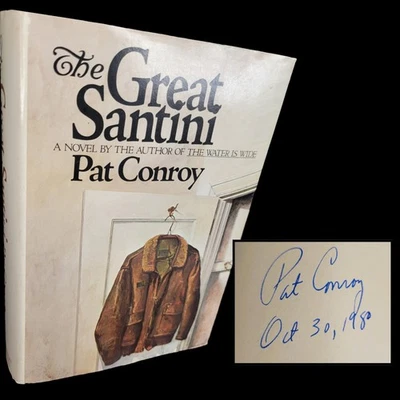 The
Great
Santini
A NOVEL BY THE AUTHOR OF THE WATER IS WIDE
Pat Conroy
Pat Conroy
Oct 30, 1980